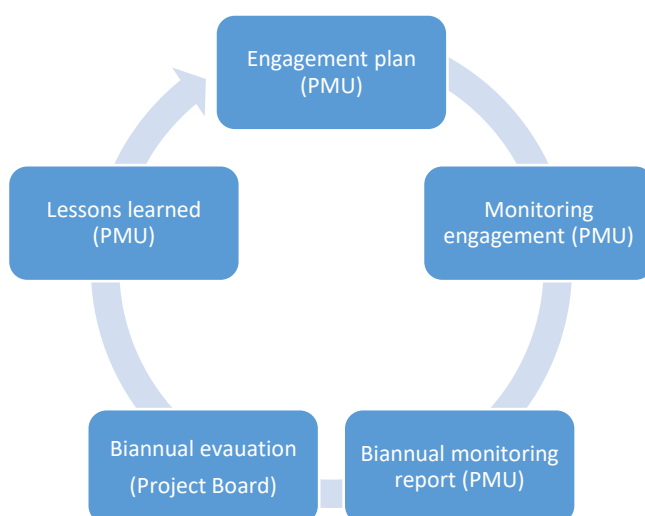 Engagement plan
(PMU)
Monitoring
engagement (PMU)
Biannual monitoring
report (PMU)
Biannual evauation
(Project Board)
Lessons learned
(PMU)